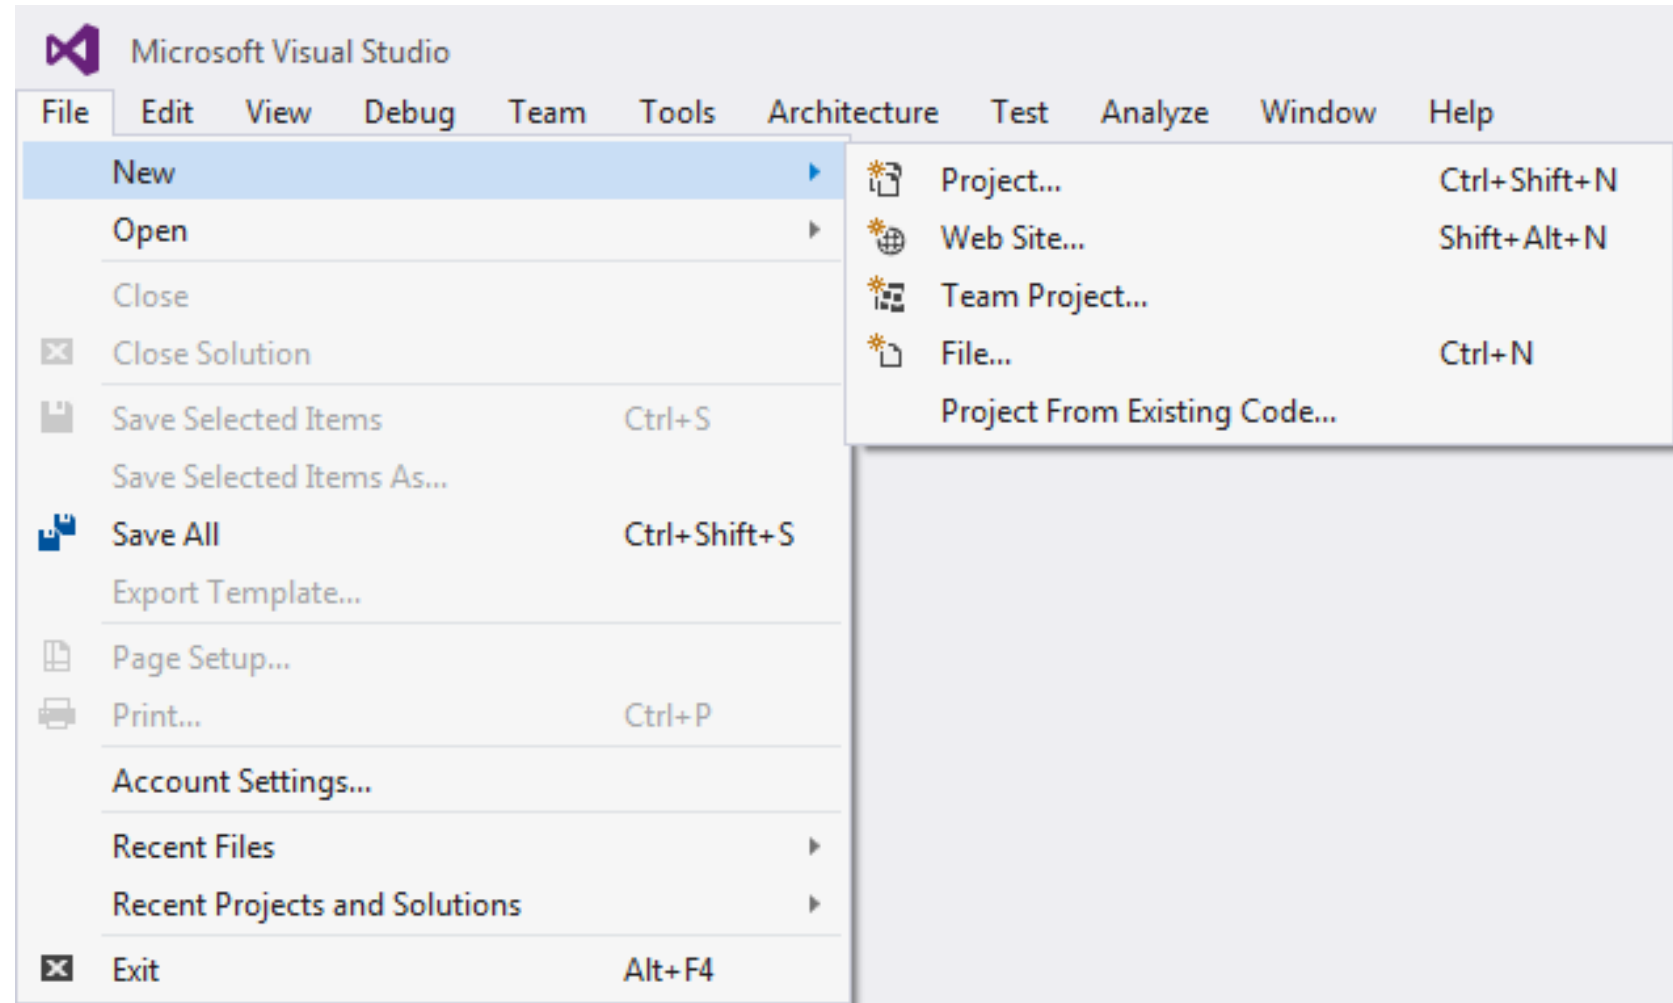 Microsoft Visual Studio
File Edit View Debug Team Tools Architecture Test Analyze Window Help
New
Open
Close
Close Solution
Save Selected Items Ctrl+S
Save Selected Items As...
Save All Ctrl+Shift+S
Export Template...
Page Setup...
Print... Ctrl+P
Account Settings...
Recent Files
Recent Projects and Solutions
Exit Alt+F4
Project... Ctrl+Shift+N
Web Site... Shift+Alt+N
Team Project...
File... Ctrl+N
Project From Existing Code...